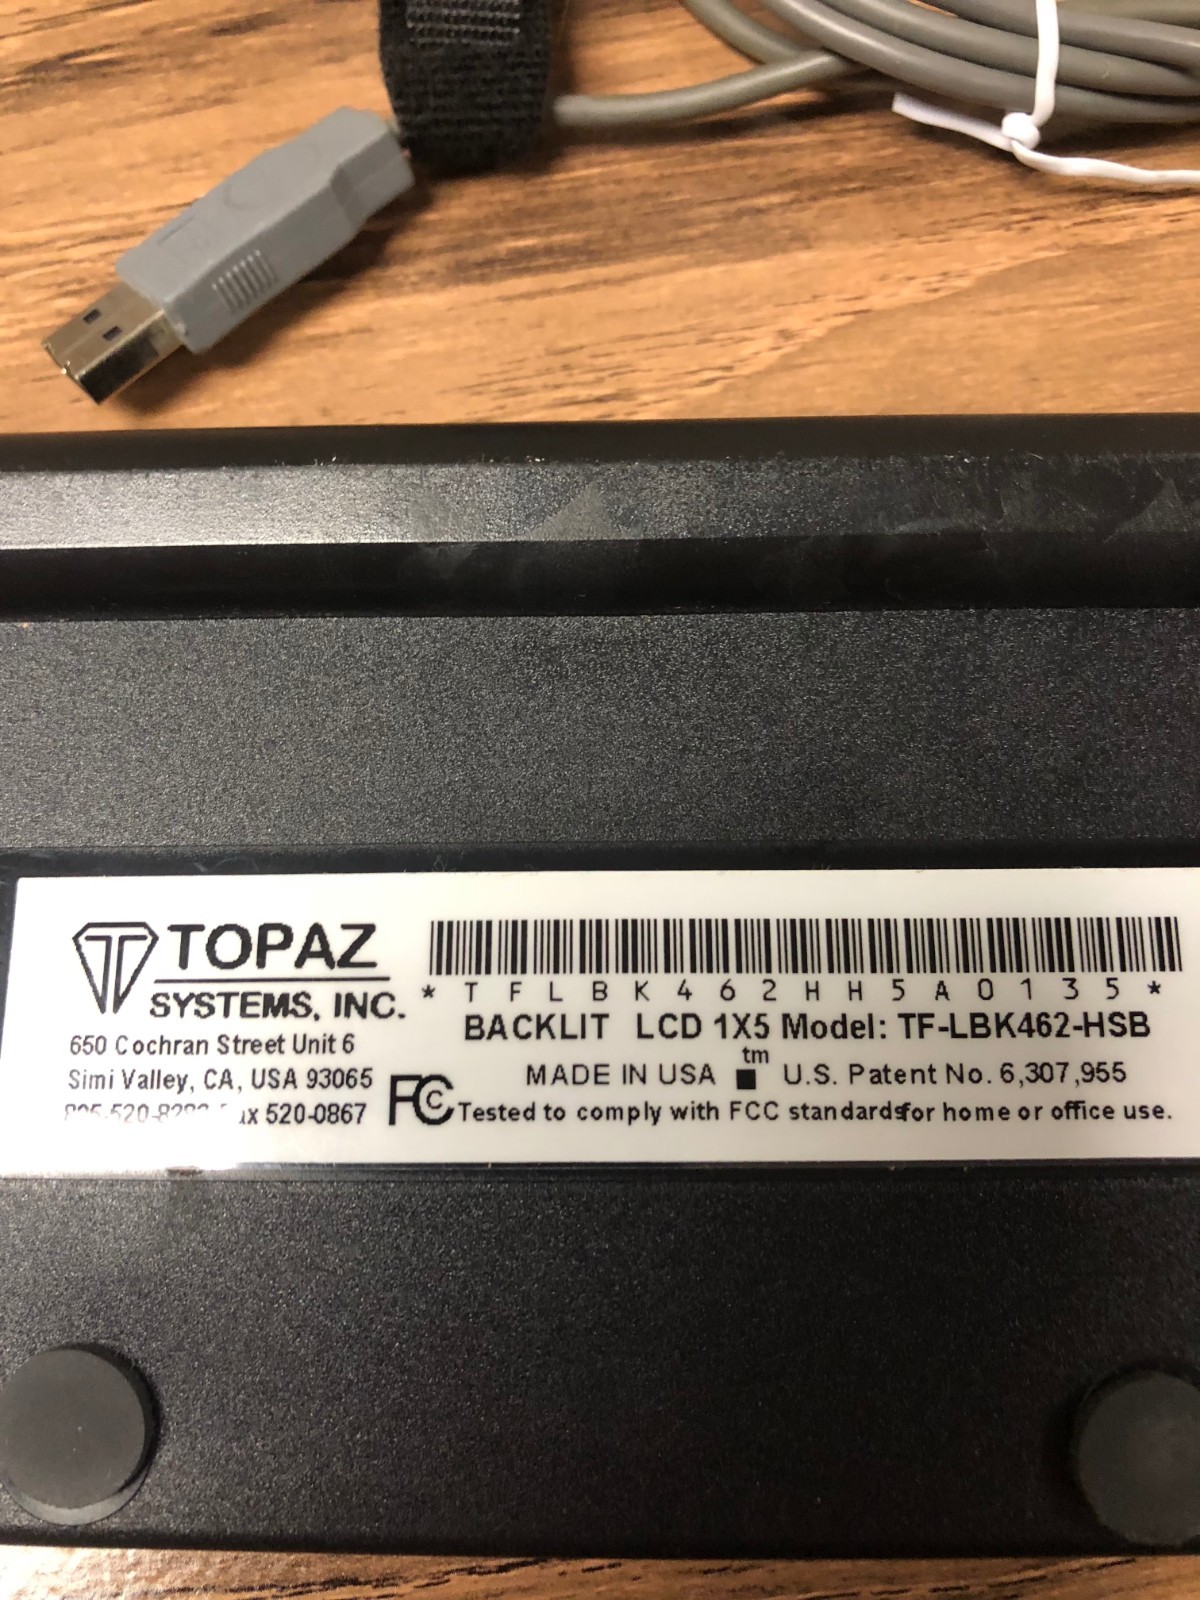 TOPAZ
SYSTEMS, INC.
650 Cochran Street Unit 6
Simi Valley, CA, USA 93065
520-0867
* T F L B K 4 6 2 H H 5 A 0 1 3 5 *
BACKLIT LCD 1X5 Model: TF-LBK462-HSB
MADE IN USA tm U.S. Patent No. 6,307,955
FC Tested to comply with FCC standards for home or office use.